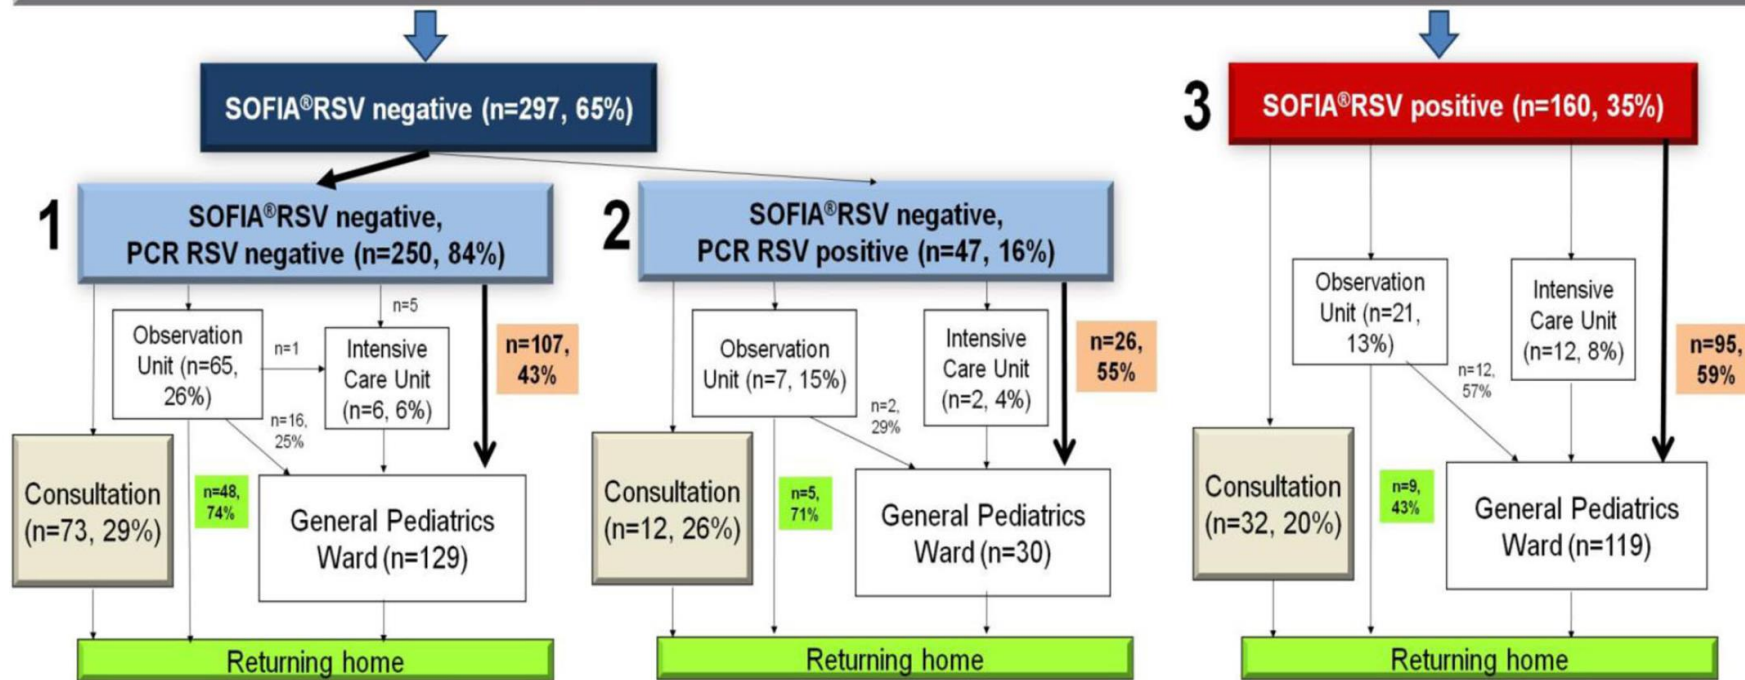 SOFIA®RSV negative (n=297, 65%)
3
SOFIA®RSV positive (n=160, 35%)
1
SOFIA®RSV negative,
PCR RSV negative (n=250, 84%)
2
SOFIA®RSV negative,
PCR RSV positive (n=47, 16%)
Observation
Unit (n=65,
26%)
n=1
n=5
Intensive
Care Unit
(n=6, 6%)
n=107,
43%
n=16,
25%
Consultation
(n=73, 29%)
n=48,
74%
General Pediatrics
Ward (n=129)
Returning home
Observation
Unit (n=7, 15%)
Intensive
Care Unit
(n=2, 4%)
n=26,
55%
n=2,
29%
Consultation
(n=12, 26%)
n=5,
71%
General Pediatrics
Ward (n=30)
Returning home
Observation
Unit (n=21,
13%)
Intensive
Care Unit
(n=12, 8%)
n=95,
59%
n=12,
57%
Consultation
(n=32, 20%)
n=9,
43%
General Pediatrics
Ward (n=119)
Returning home